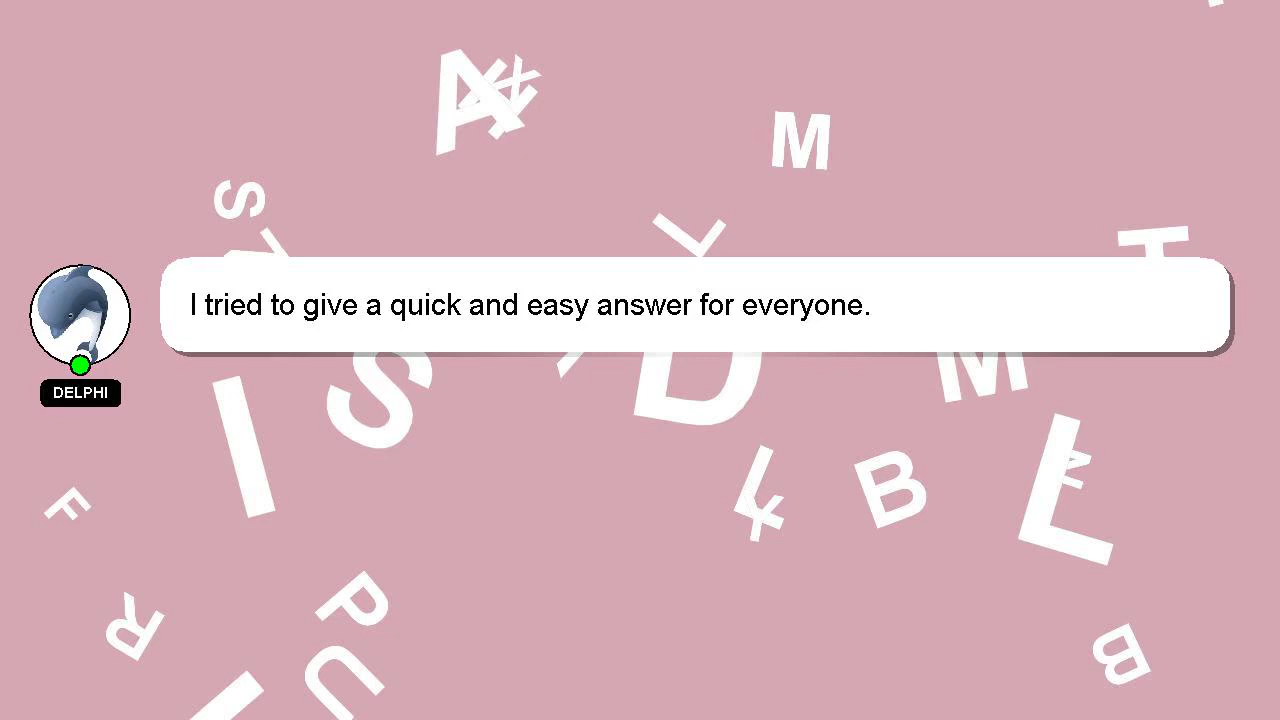 A
M
S
L
I tried to give a quick and easy answer for everyone.
DELPHI
I
S
D
M
L
B
L
F
R
P
U
B